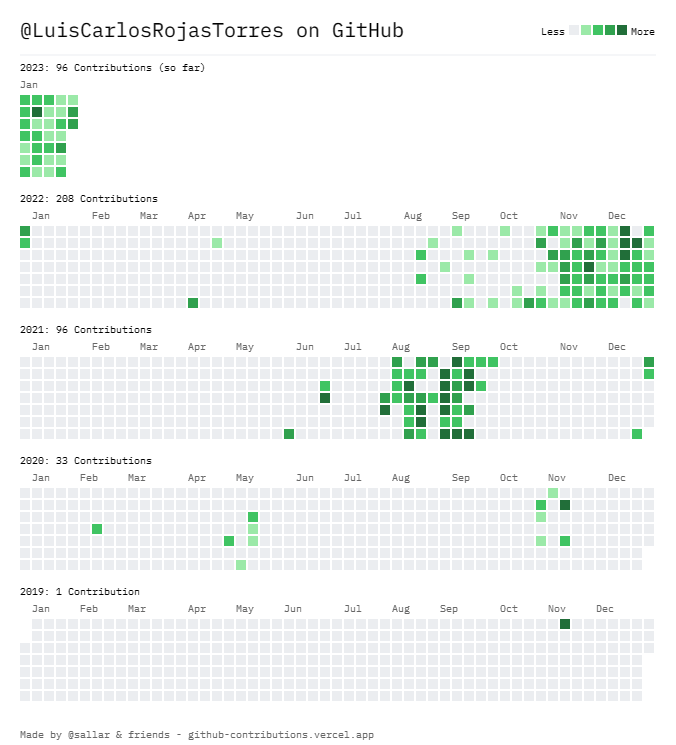 @LuisCarlosRojasTorres on GitHub
Less More
2023: 96 Contributions (so far)
Jan
2022: 208 Contributions
Jan Feb Mar Apr May Jun Jul Aug Sep Oct Nov Dec
2021: 96 Contributions
Jan Feb Mar Apr May Jun Jul Aug Sep Oct Nov Dec
2020: 33 Contributions
Jan Feb Mar Apr May Jun Jul Aug Sep Oct Nov Dec
2019: 1 Contribution
Jan Feb Mar Apr May Jun Jul Aug Sep Oct Nov Dec
Made by @sallar & friends - github-contributions.vercel.app